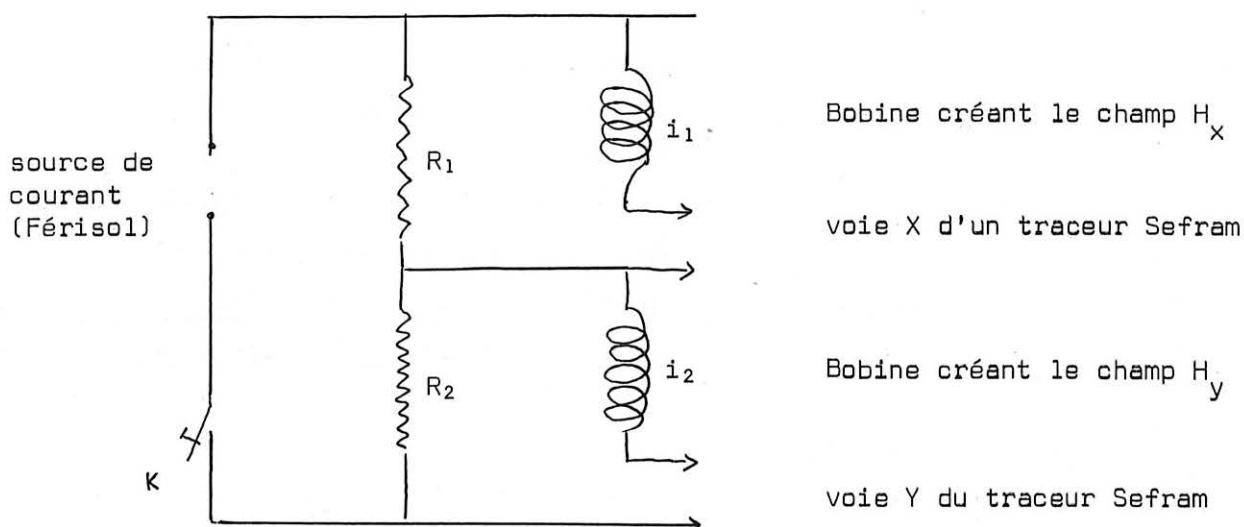 Bobine créant le champ Hx
i1
source de
courant
(Férisol)
R1
voie X d'un traceur Sefram
R2
i2
Bobine créant le champ Hy
K
voie Y du traceur Sefram